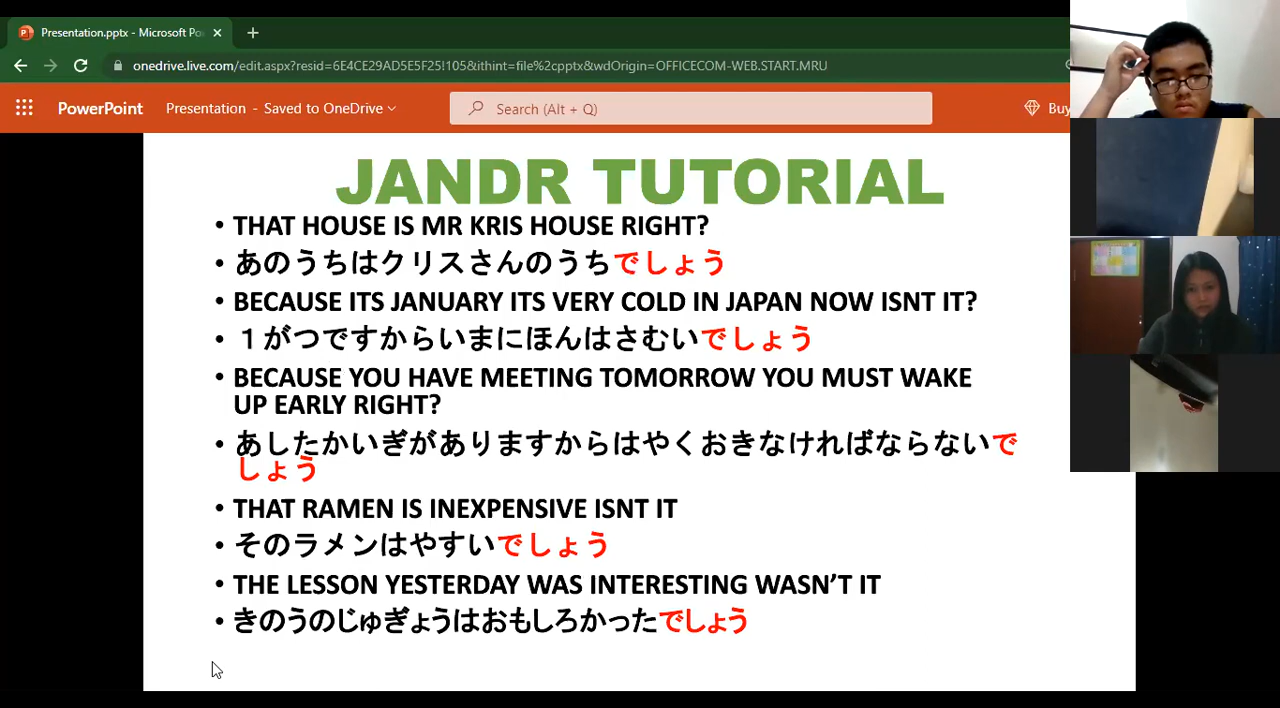 Presentation.pptx - Microsoft Po
onedrive.live.com/edit.aspx?resid=6E4CE29AD5E5F25!105&ithint=file%2cpptx&wdOrigin=OFFICECOM-WEB.START.MRU
PowerPoint Presentation - Saved to OneDrive Search (Alt + Q) Buy
JANDR TUTORIAL
• THAT HOUSE IS MR KRIS HOUSE RIGHT?
• あのうちはクリスさんのうちでしょう
• BECAUSE ITS JANUARY ITS VERY COLD IN JAPAN NOW ISNT IT?
• １がつですからいまにほんはさむいでしょう
• BECAUSE YOU HAVE MEETING TOMORROW YOU MUST WAKE
UP EARLY RIGHT?
• あしたかいぎがありますからはやくおきなければならないで
しょう
• THAT RAMEN IS INEXPENSIVE ISNT IT
• そのラメンはやすいでしょう
• THE LESSON YESTERDAY WAS INTERESTING WASN’T IT
• きのうのじゅぎょうはおもしろかったでしょう